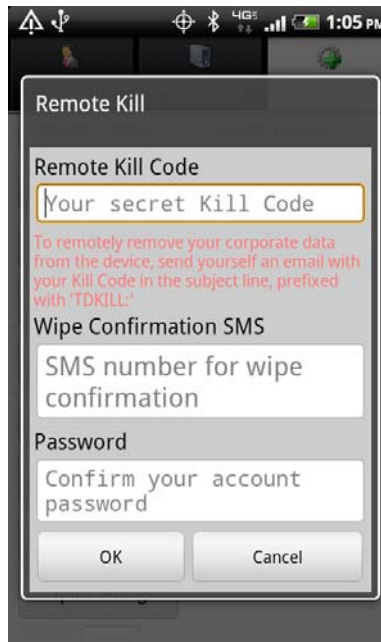 4G
1:05 PM
Remote Kill
Remote Kill Code
Your secret Kill Code
To remotely remove your corporate data
from the device, send yourself an email with
your Kill Code in the subject line, prefixed
with 'TDKILL:'
Wipe Confirmation SMS
SMS number for wipe
confirmation
Password
Confirm your account
password
OK
Cancel